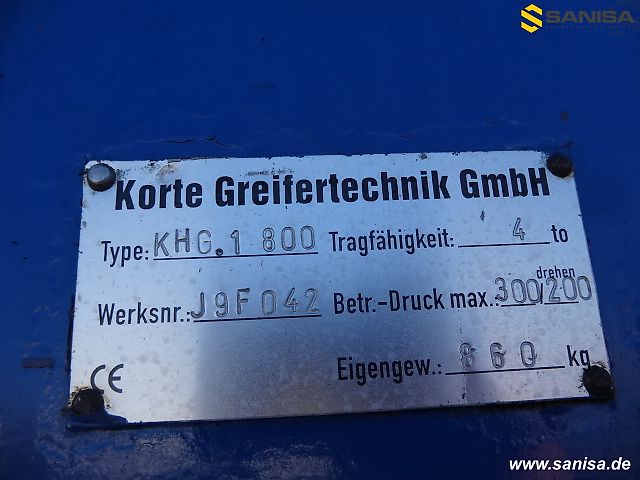 SANISA
Korte Greifertechnik GmbH
Type: KHG.1 800 Tragfähigkeit: 4 to
Werksnr.: J9F042 Betr.-Druck max.: 300/200 drehen
Eigengew.: 860 kg
CE
www.sanisa.de